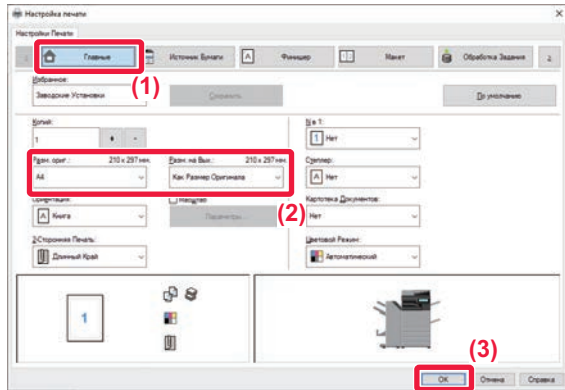 Настройка печати
Настройки Печати
Главные
Источник Бумаги
Финишер
Макет
Обработка Задания
(1)
Избранное:
Заводские Установки
Сохранить
По умолчанию
Копий:
1
+
-
N в 1:
1 Нет
Разм. ориг.: 210 x 297 мм.
Разм. на Вых.: 210 x 297 мм.
A4
Как Размер Оригинала
Степлер:
A Нет
(2)
Ориентация:
A Книга
Масштаб
Параметры...
Картотека Документов:
Нет
2-Сторонняя Печать:
Длинный Край
Цветовой Режим:
Автоматический
1
(3)
OK
Отмена
Справка